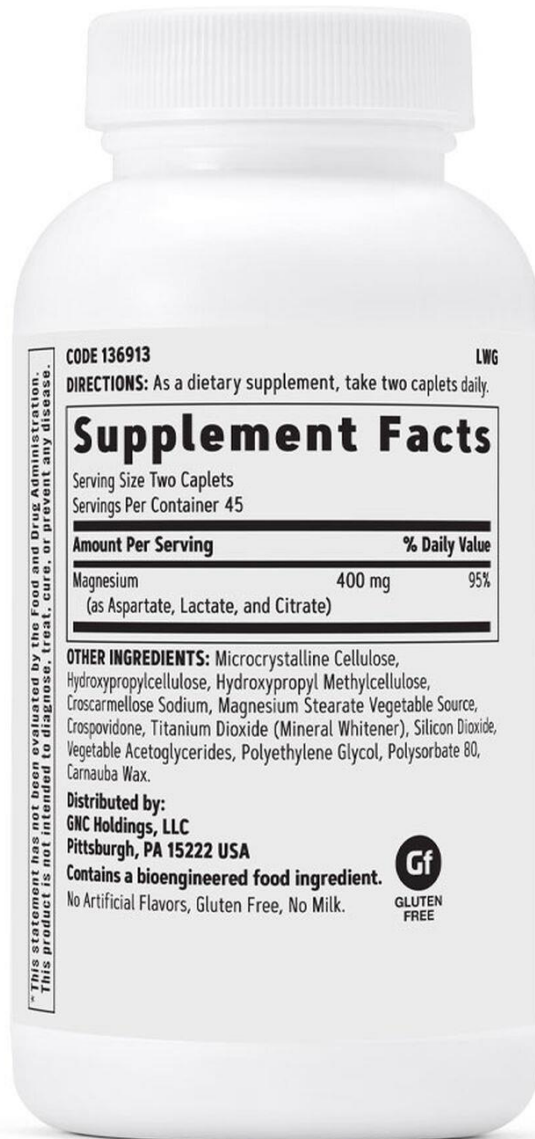 CODE 136913 LWG
DIRECTIONS: As a dietary supplement, take two caplets daily.
Supplement Facts
Serving Size Two Caplets
Servings Per Container 45
Amount Per Serving % Daily Value
Magnesium 400 mg 95%
(as Aspartate, Lactate, and Citrate)
OTHER INGREDIENTS: Microcrystalline Cellulose,
Hydroxypropylcellulose, Hydroxypropyl Methylcellulose,
Croscarmellose Sodium, Magnesium Stearate Vegetable Source,
Crospovidone, Titanium Dioxide (Mineral Whitener), Silicon Dioxide,
Vegetable Acetoglycerides, Polyethylene Glycol, Polysorbate 80,
Carnauba Wax.
Distributed by:
GNC Holdings, LLC
Pittsburgh, PA 15222 USA
Contains a bioengineered food ingredient.
No Artificial Flavors, Gluten Free, No Milk.
Gf
GLUTEN
FREE
*This statement has not been evaluated by the Food and Drug Administration.
This product is not intended to diagnose, treat, cure, or prevent any disease.